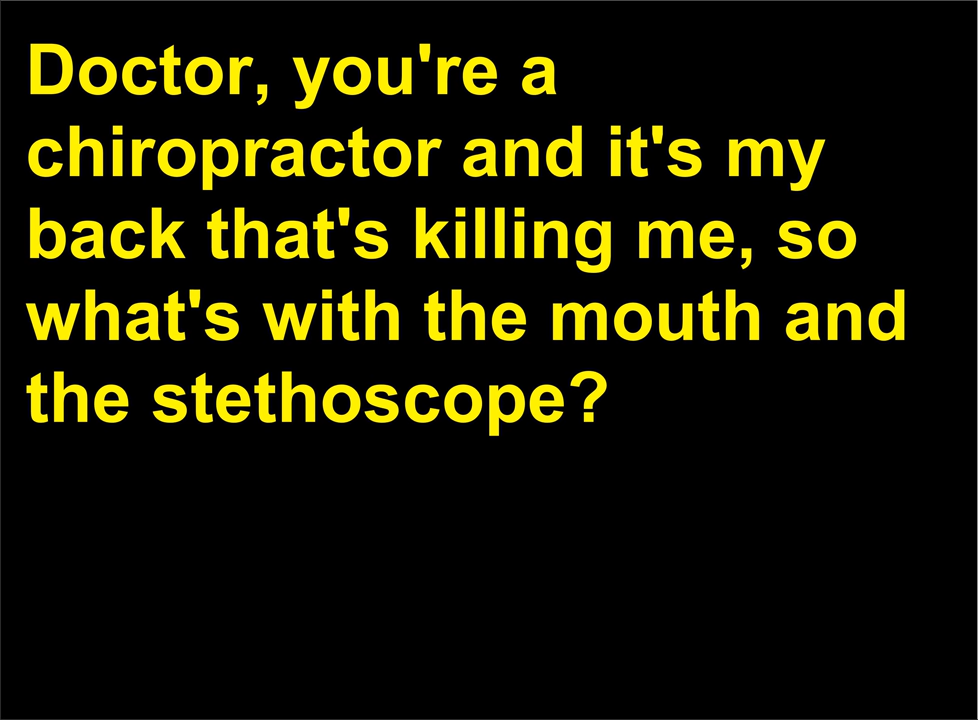 Doctor, you're a
chiropractor and it's my
back that's killing me, so
what's with the mouth and
the stethoscope?